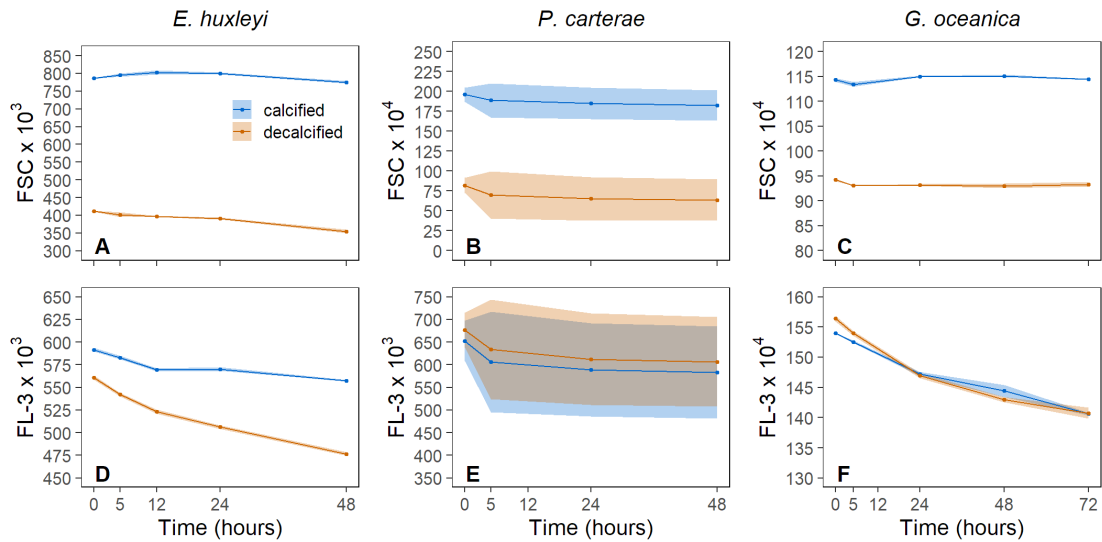 E. huxleyi P. carterae G. oceanica
FSC x 10³
850
800
750
700
650
600
550
500
450
400
350
300
calcified
decalcified
A
0 5 12 24 48
FSC x 10⁴
250
225
200
175
150
125
100
75
50
25
0
B
FSC x 10⁴
120
115
110
105
100
95
90
85
80
C
FL-3 x 10³
650
625
600
575
550
525
500
475
450
D
0 5 12 24 48
Time (hours)
FL-3 x 10³
750
700
650
600
550
500
450
400
350
E
0 5 12 24 48
Time (hours)
FL-3 x 10⁴
160
155
150
145
140
135
130
F
0 5 12 24 48 72
Time (hours)